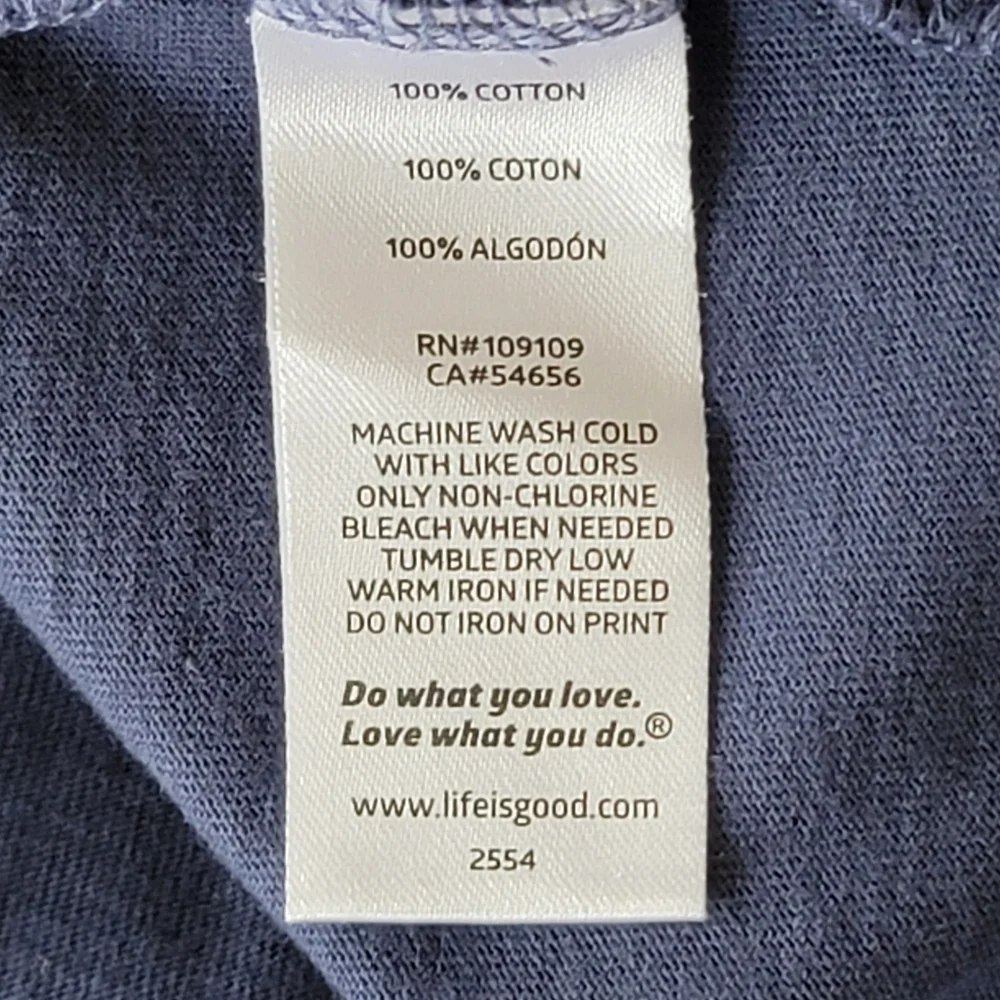 100% COTTON
100% COTON
100% ALGODÓN
RN#109109
CA#54656
MACHINE WASH COLD
WITH LIKE COLORS
ONLY NON-CHLORINE
BLEACH WHEN NEEDED
TUMBLE DRY LOW
WARM IRON IF NEEDED
DO NOT IRON ON PRINT
Do what you love.
Love what you do.®
www.lifeisgood.com
2554